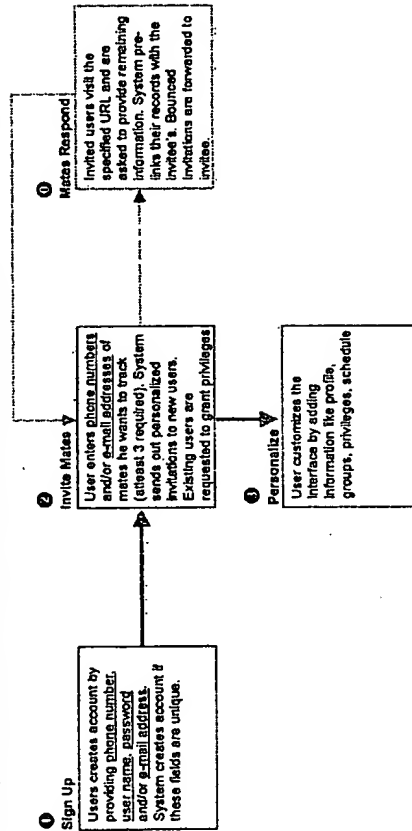 ❶
Sign Up
Users creates account by
providing phone number,
user name, password
and/or e-mail address.
System creates account if
these fields are unique.
❷
Invite Mates
User enters phone numbers
and/or e-mail addresses of
mates he wants to track
(atleast 3 required). System
sends out personalized
invitations to new users.
Existing users are
requested to grant privileges
❶
Mates Respond
Invited users visit the
specified URL and are
asked to provide remaining
information. System pre-
links their records with the
invitee's. Bounced
invitations are forwarded to
invitee.
❸
Personalize
User customizes the
Interface by adding
Information like profile,
groups, privileges, schedule